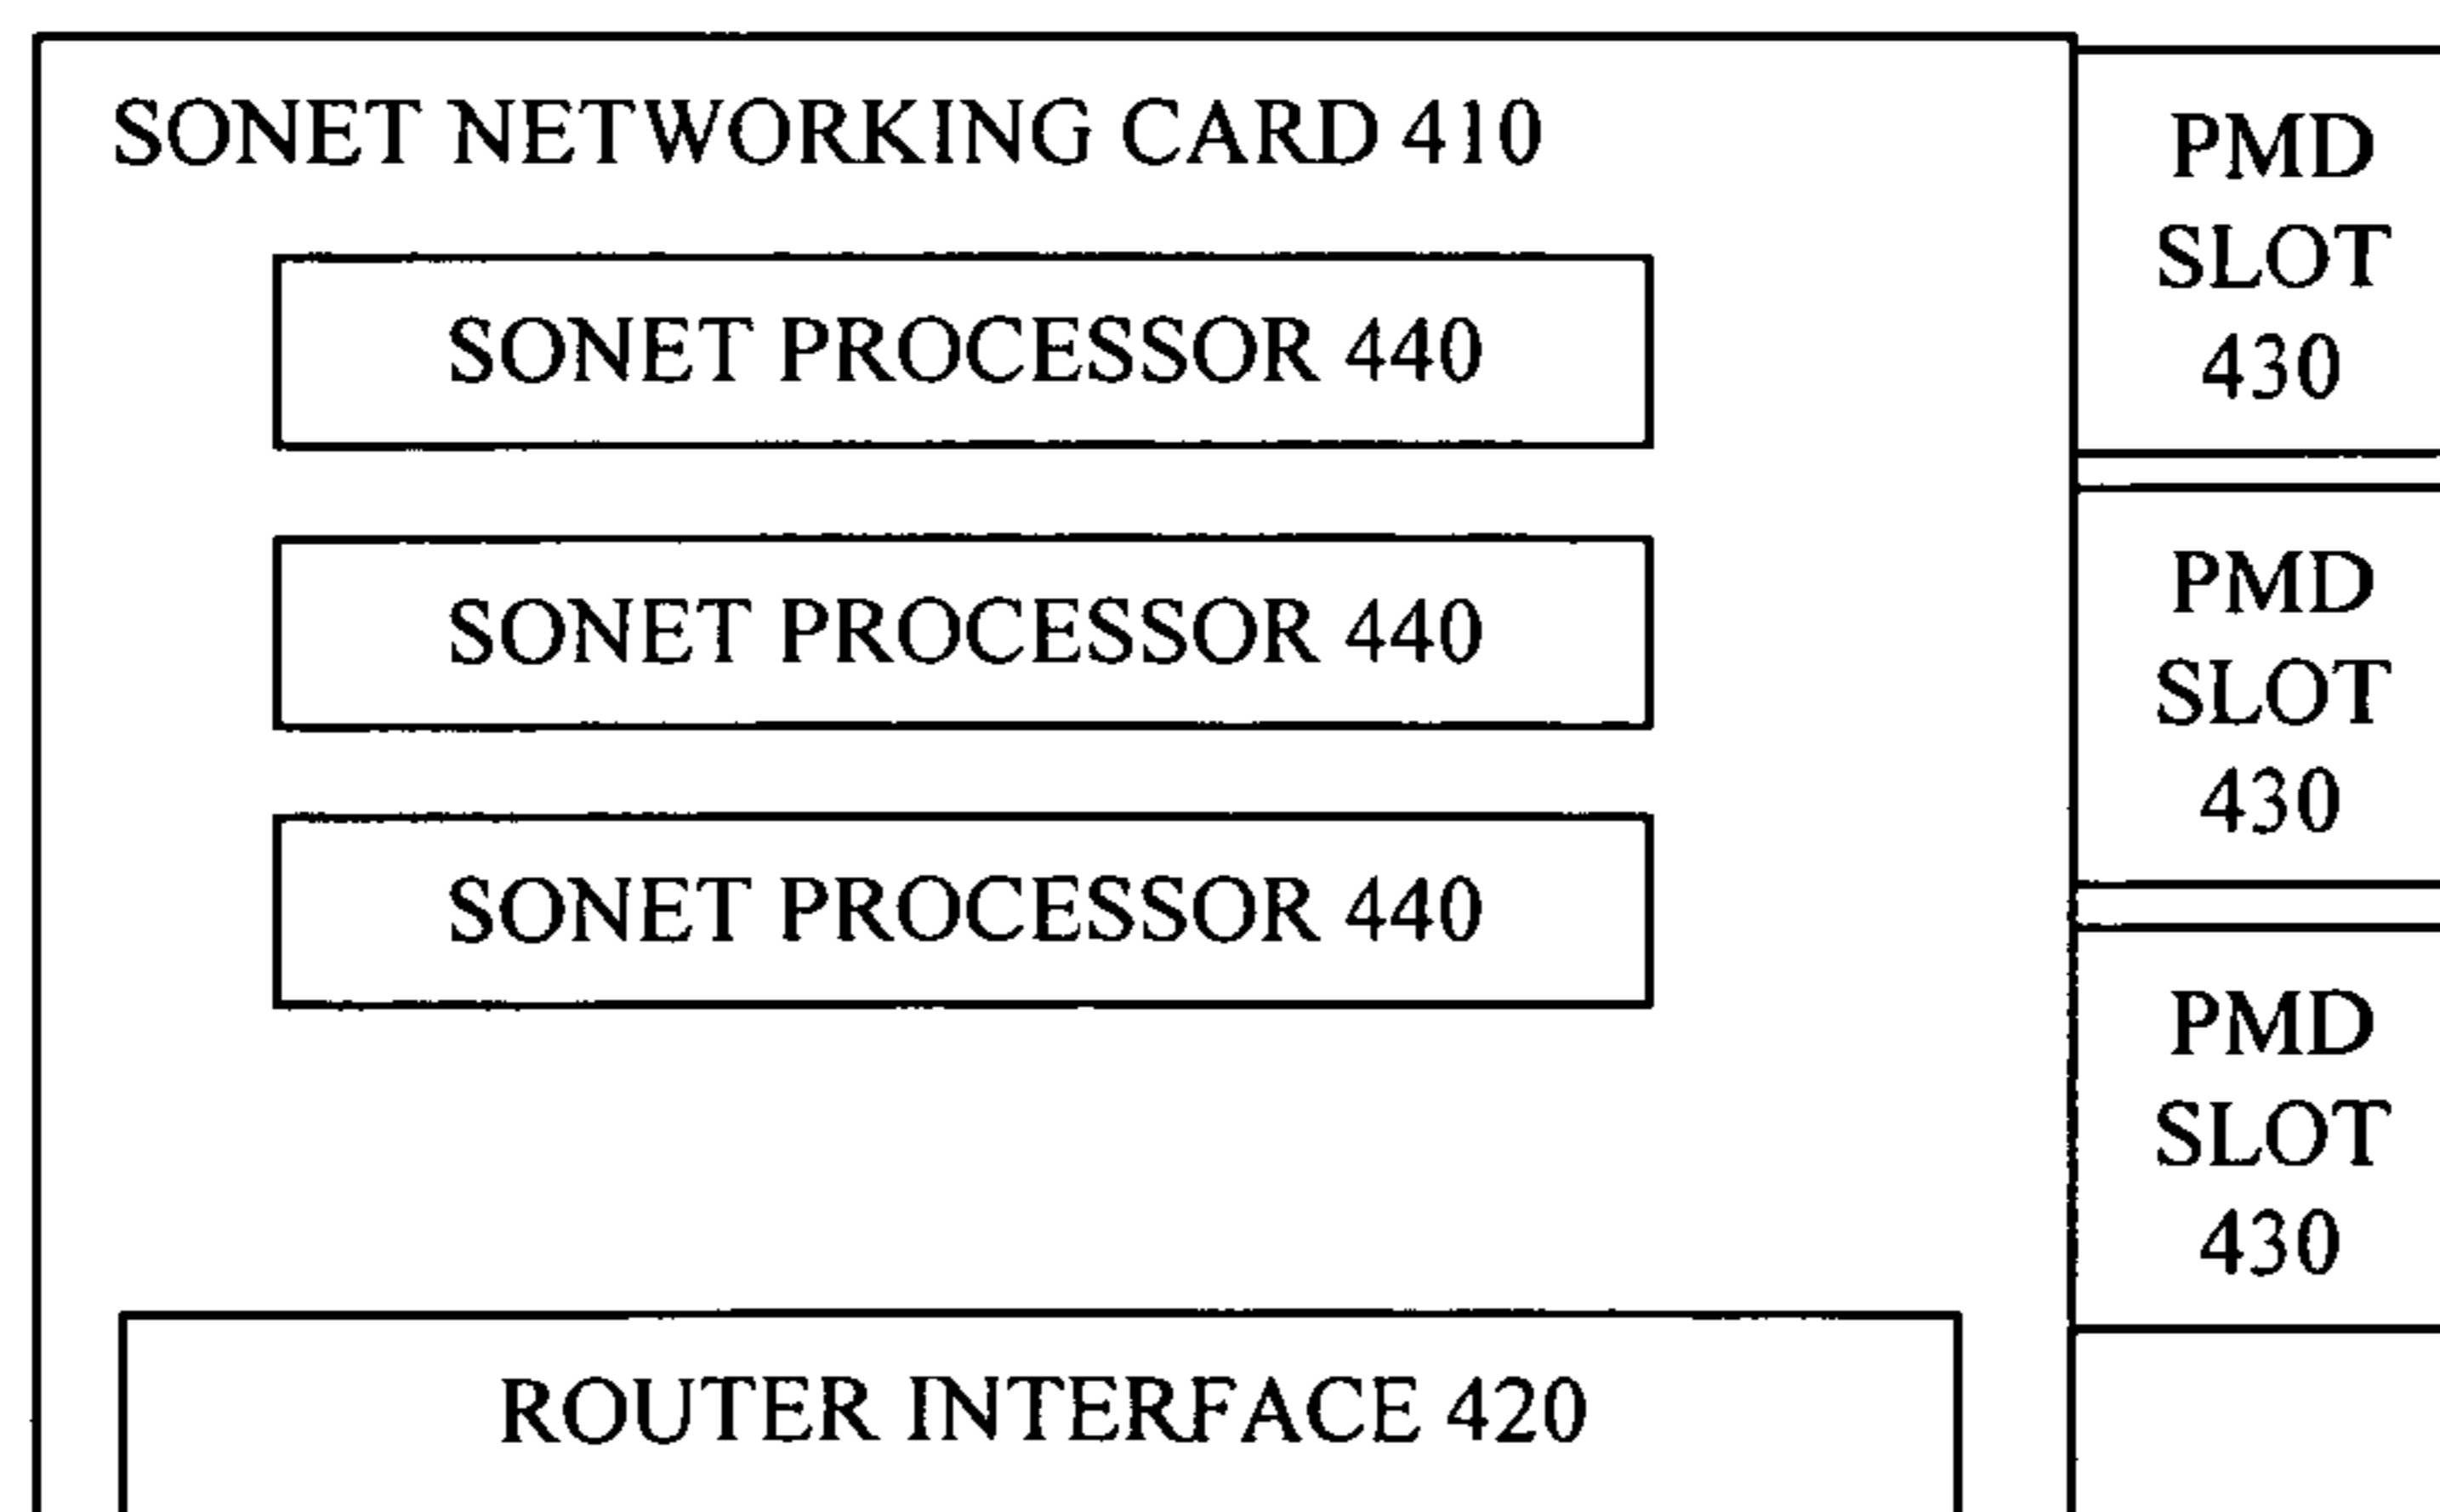 SONET NETWORKING CARD 410
SONET PROCESSOR 440
SONET PROCESSOR 440
SONET PROCESSOR 440
ROUTER INTERFACE 420
PMD
SLOT
430
PMD
SLOT
430
PMD
SLOT
430